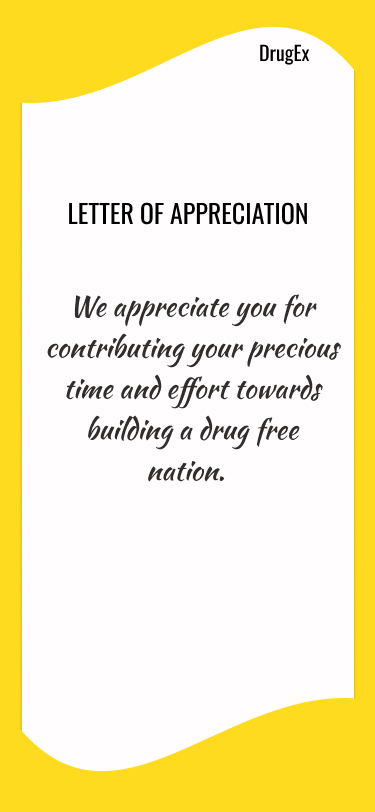 DrugEx
LETTER OF APPRECIATION
We appreciate you for
contributing your precious
time and effort towards
building a drug free
nation.